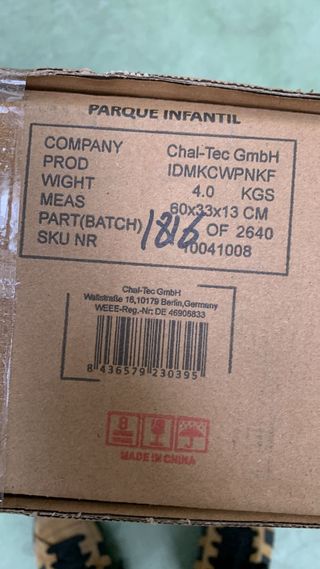 PARQUE INFANTIL
COMPANY Chal-Tec GmbH
PROD IDMKCWPNKF
WIGHT 4.0 KGS
MEAS 60x33x13 CM
PART(BATCH) 1816 OF 2640
SKU NR 10041008
Chal-Tec GmbH
Wallstraße 16,10179 Berlin,Germany
WEEE-Reg.-Nr: DE 46906833
8 436579 230395
8
MADE IN CHINA